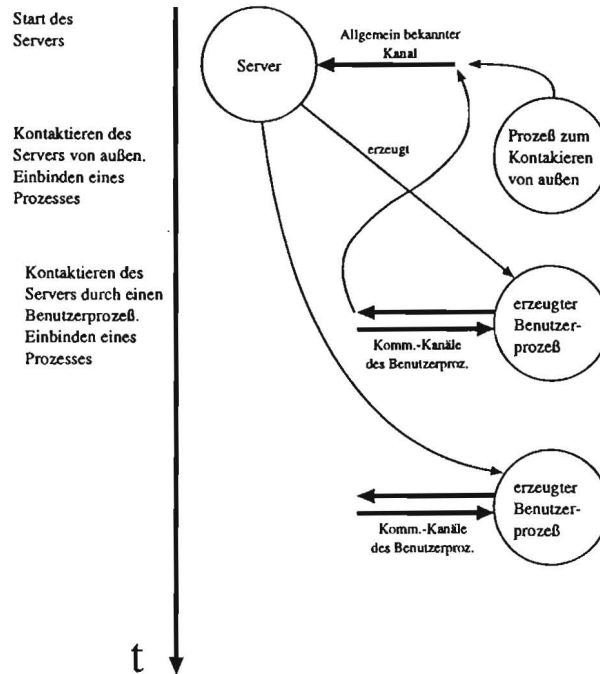 Start des
Servers
Allgemein bekannter
Kanal
Server
Kontaktieren des
Servers von außen.
Einbinden eines
Prozesses
erzeugt
Prozeß zum
Kontakieren
von außen
Kontaktieren des
Servers durch einen
Benutzerprozeß.
Einbinden eines
Prozesses
erzeugter
Benutzer-
prozeß
Komm.-Kanäle
des Benutzerproz.
erzeugter
Benutzer-
prozeß
Komm.-Kanäle
des Benutzerproz.
t